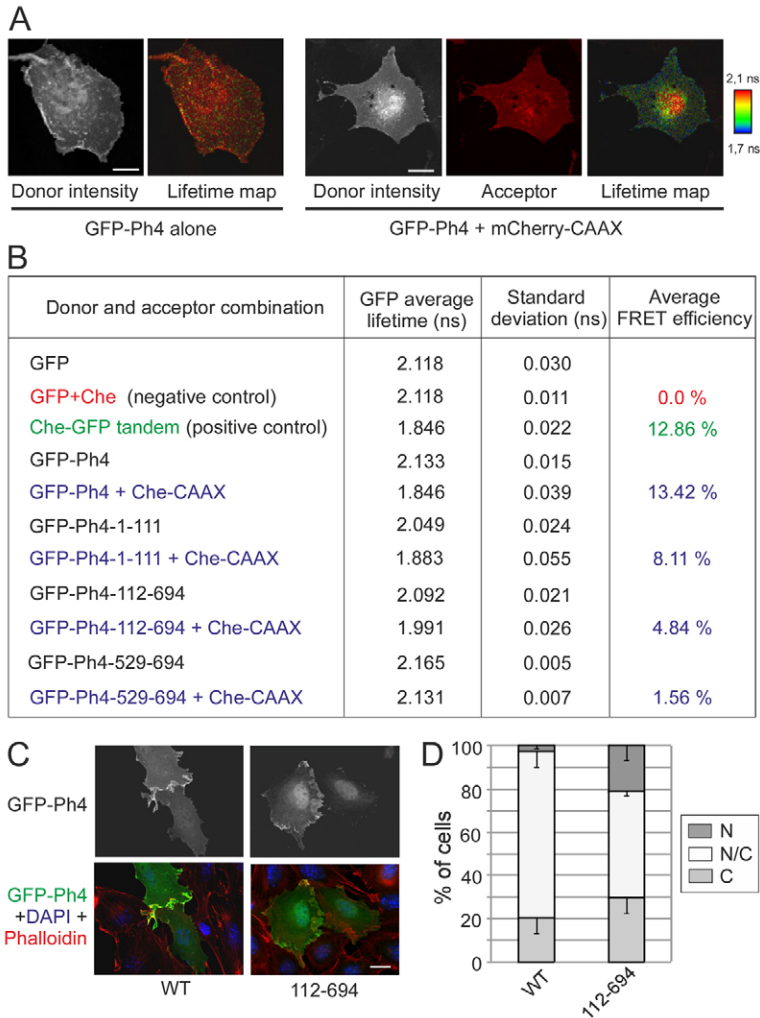 A
2,1 ns
1,7 ns
Donor intensity Lifetime map Donor intensity Acceptor Lifetime map
GFP-Ph4 alone GFP-Ph4 + mCherry-CAAX
B
Donor and acceptor combination GFP average lifetime (ns) Standard deviation (ns) Average FRET efficiency
GFP 2.118 0.030
GFP+Che (negative control) 2.118 0.011 0.0 %
Che-GFP tandem (positive control) 1.846 0.022 12.86 %
GFP-Ph4 2.133 0.015
GFP-Ph4 + Che-CAAX 1.846 0.039 13.42 %
GFP-Ph4-1-111 2.049 0.024
GFP-Ph4-1-111 + Che-CAAX 1.883 0.055 8.11 %
GFP-Ph4-112-694 2.092 0.021
GFP-Ph4-112-694 + Che-CAAX 1.991 0.026 4.84 %
GFP-Ph4-529-694 2.165 0.005
GFP-Ph4-529-694 + Che-CAAX 2.131 0.007 1.56 %
C
GFP-Ph4
GFP-Ph4
+DAPI +
Phalloidin
WT 112-694
D
% of cells
100
80
60
40
20
0
WT 112-694
N
N/C
C